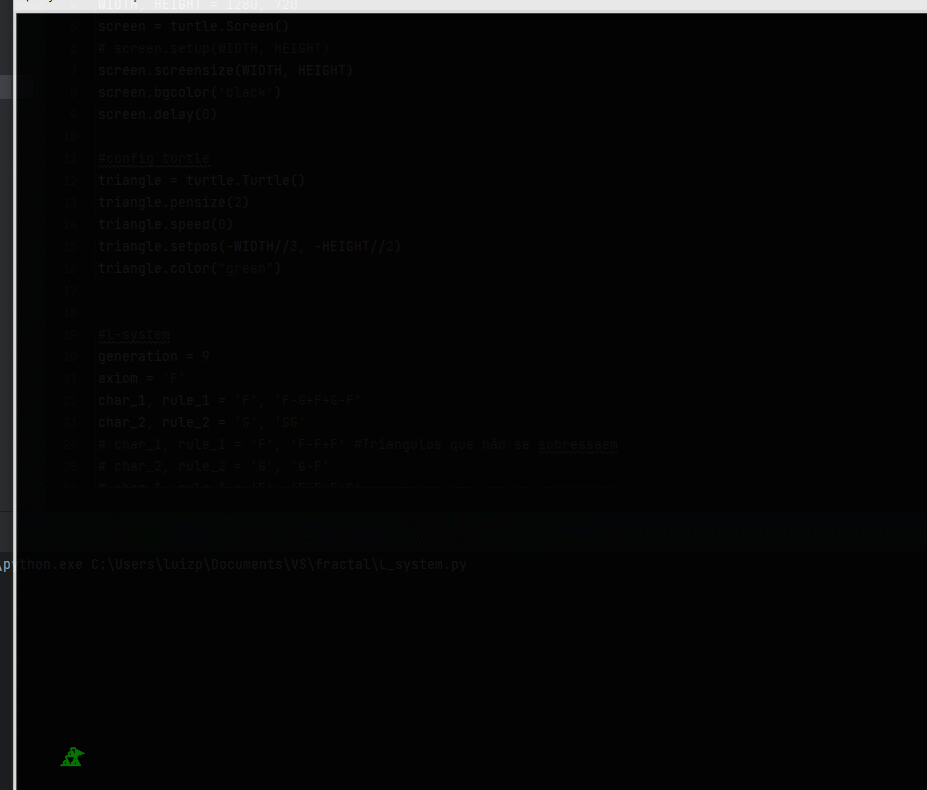 WIDTH, HEIGHT = 1280, 720
5 screen = turtle.Screen()
6 # screen.setup(WIDTH, HEIGHT)
7 screen.screensize(WIDTH, HEIGHT)
8 screen.bgcolor('black')
9 screen.delay(0)
10
11 #config turtle
12 triangle = turtle.Turtle()
13 triangle.pensize(2)
14 triangle.speed(0)
15 triangle.setpos(-WIDTH//3, -HEIGHT//2)
16 triangle.color("green")
17
18
19 #l-system
20 generation = 9
21 axiom = 'F'
22 char_1, rule_1 = 'F', 'F-G+F+G-F'
23 char_2, rule_2 = 'G', 'GG'
24 # char_1, rule_1 = 'F', 'F-F+F' #Triangulos que não se
25 # char_2, rule_2 = 'G', 'G-F'
\python.exe C:\Users\luizp\Documents\VS\fractal\L_system.py